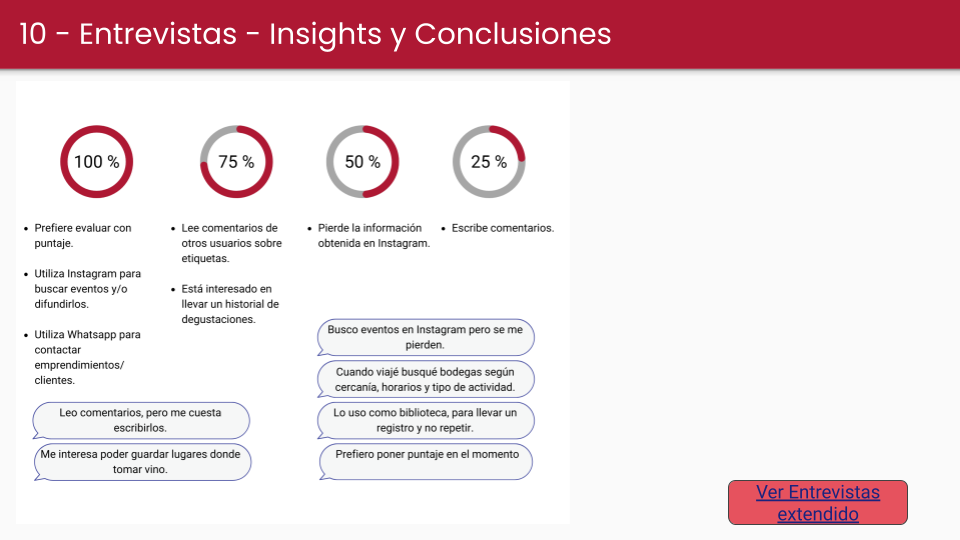 10 - Entrevistas - Insights y Conclusiones
100 %
75 %
50 %
25 %
• Prefiere evaluar con
puntaje.
• Utiliza Instagram para
buscar eventos y/o
difundirlos.
• Utiliza Whatsapp para
contactar
emprendimientos/
clientes.
• Lee comentarios de
otros usuarios sobre
etiquetas.
• Está interesado en
llevar un historial de
degustaciones.
• Pierde la información
obtenida en Instagram.
• Escribe comentarios.
Leo comentarios, pero me cuesta
escribirlos.
Me interesa poder guardar lugares donde
tomar vino.
Busco eventos en Instagram pero se me
pierden.
Cuando viajé busqué bodegas según
cercanía, horarios y tipo de actividad.
Lo uso como biblioteca, para llevar un
registro y no repetir.
Prefiero poner puntaje en el momento
Ver Entrevistas
extendido